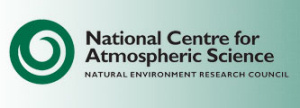 National Centre for
Atmospheric Science
NATURAL ENVIRONMENT RESEARCH COUNCIL